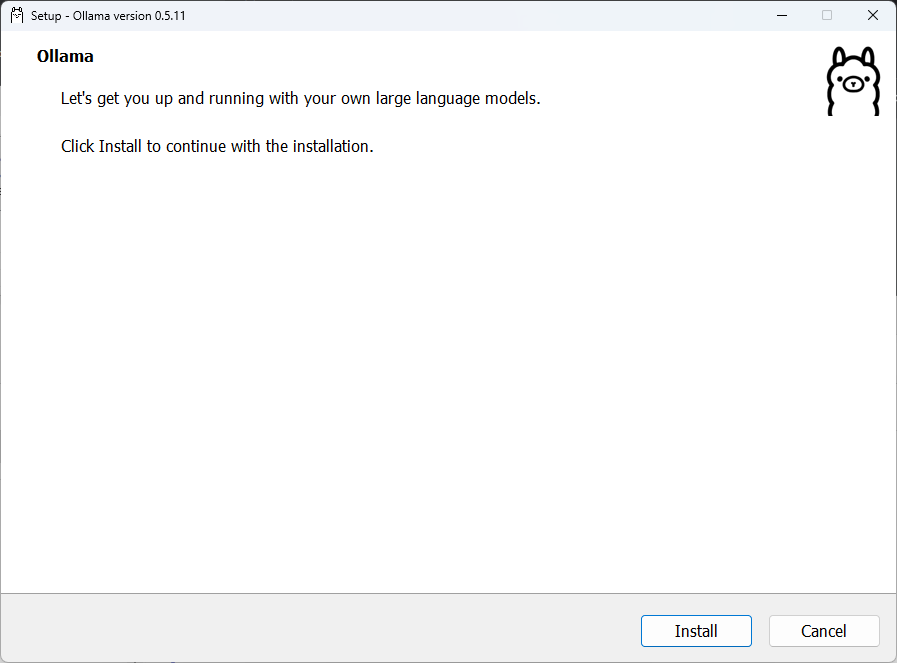 Setup - Ollama version 0.5.11
Ollama
Let's get you up and running with your own large language models.
Click Install to continue with the installation.
Install
Cancel